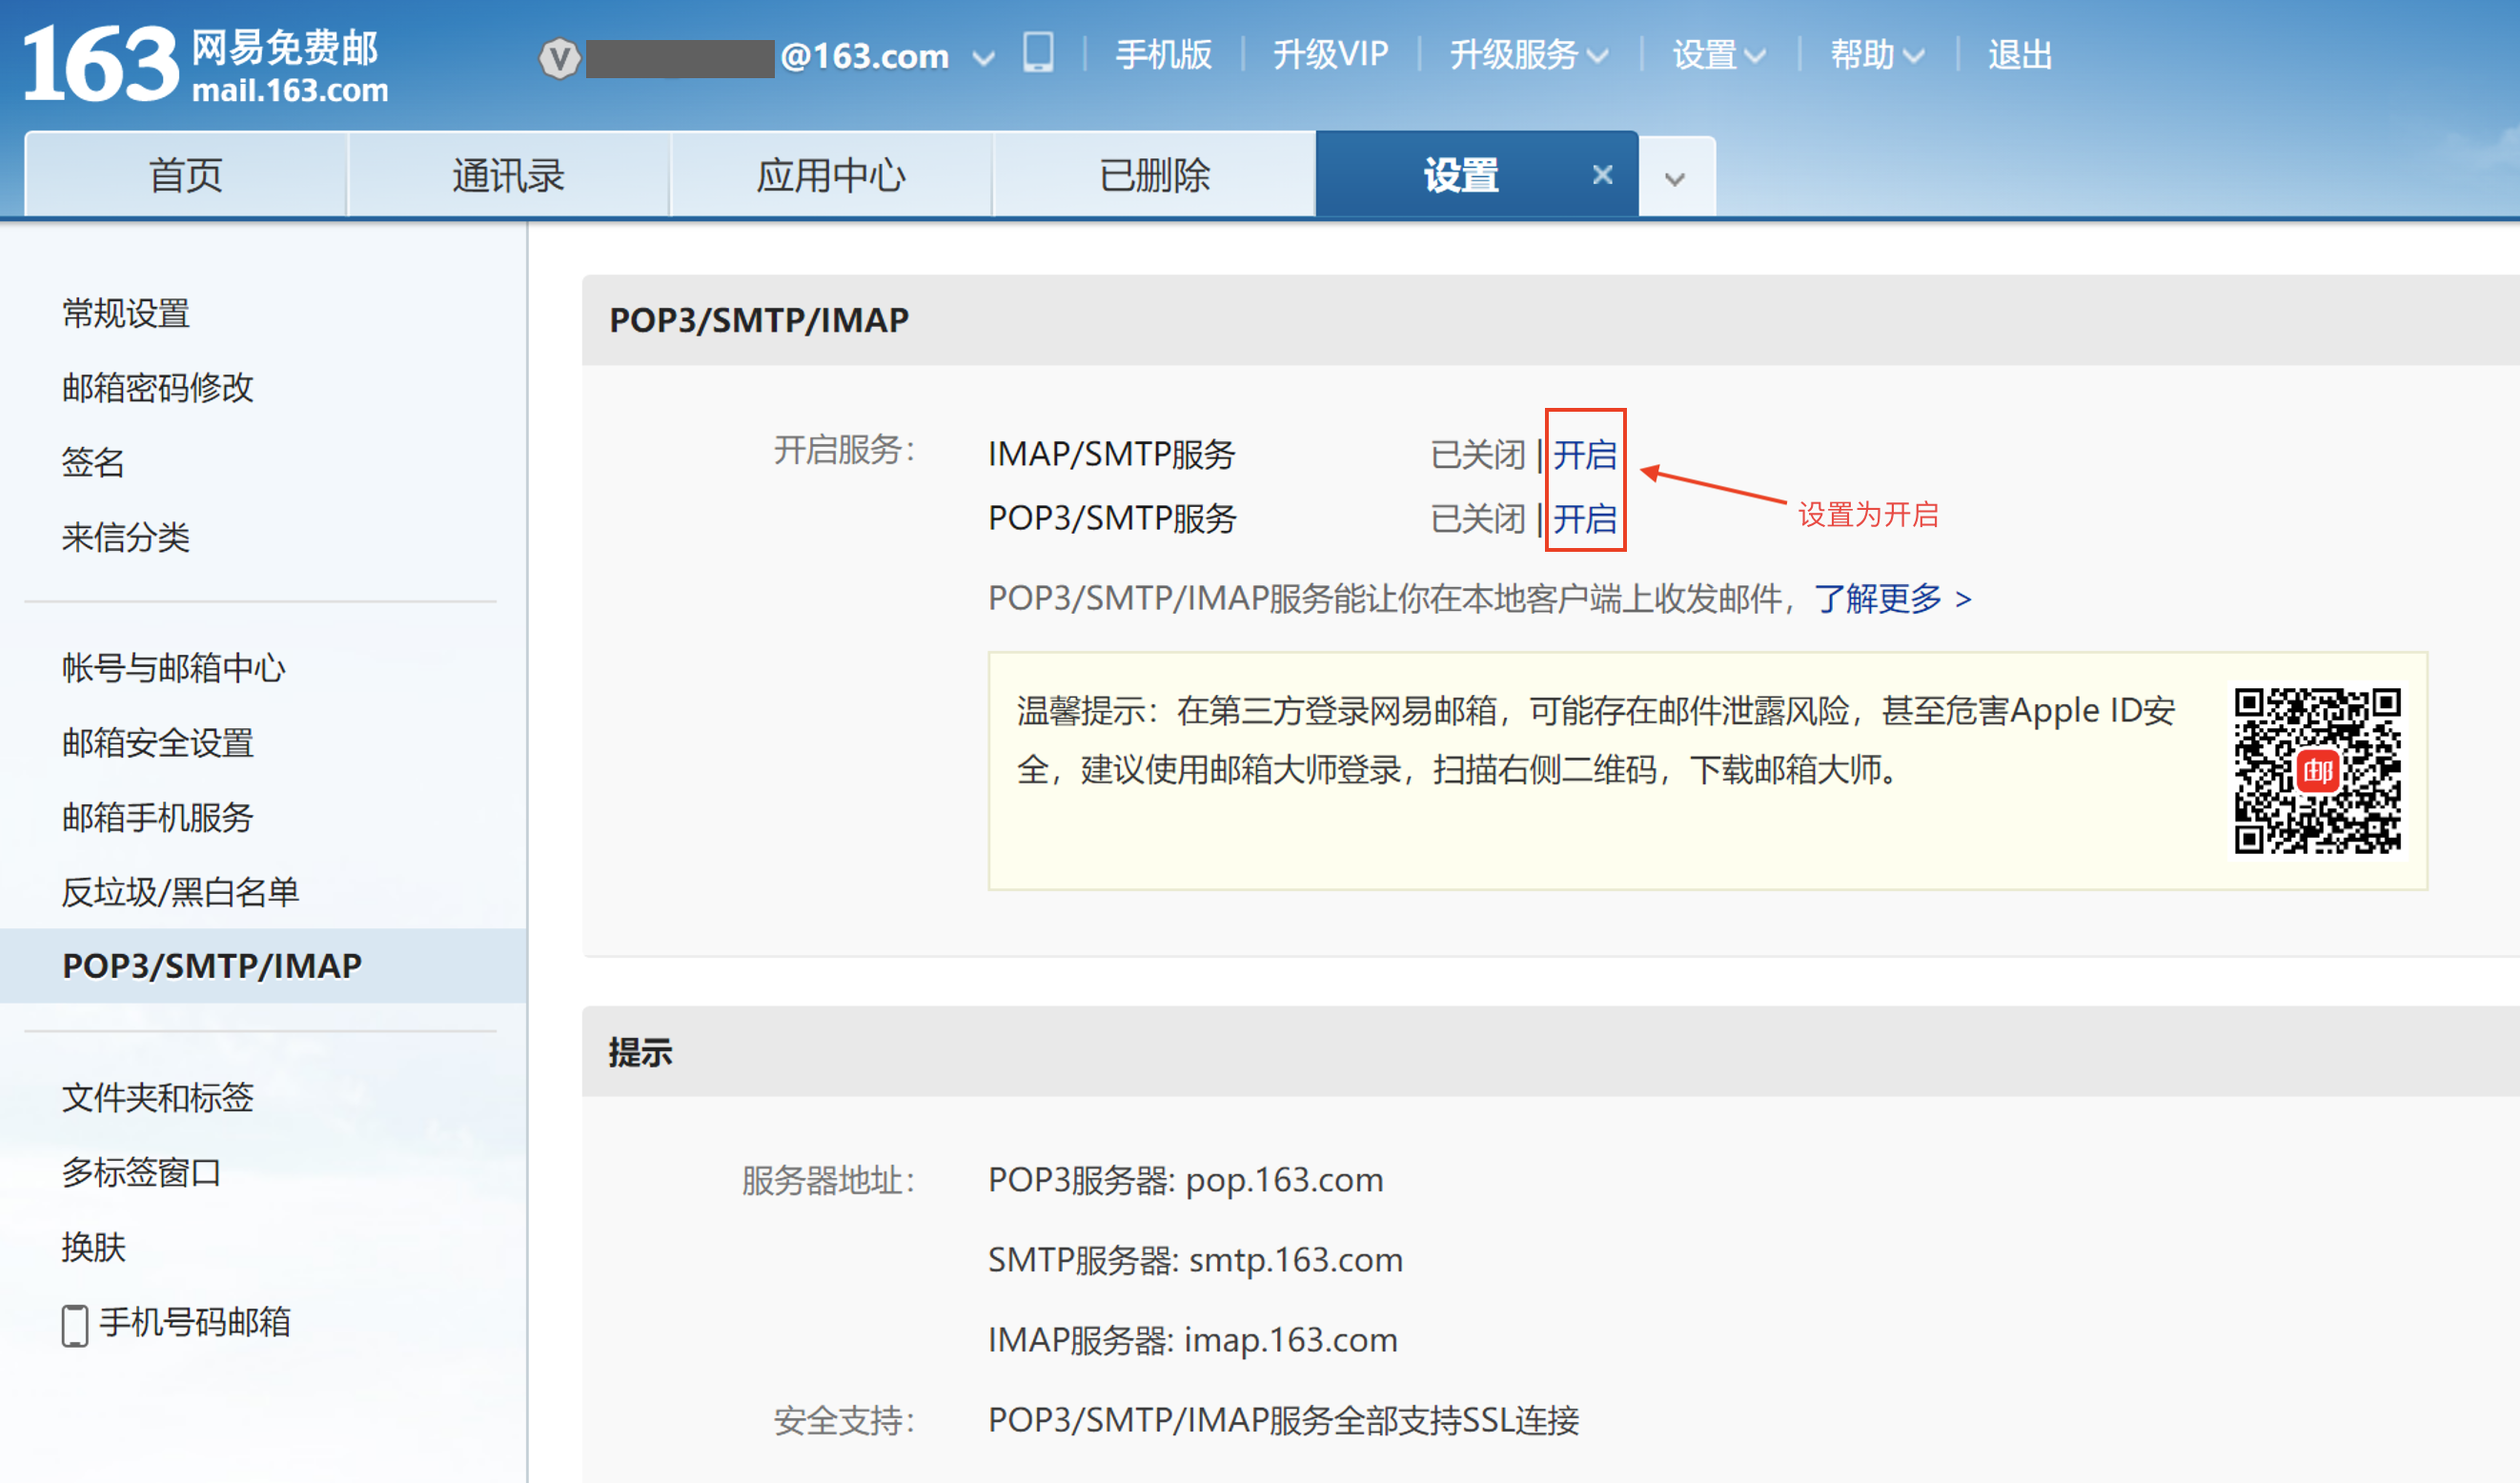 163 网易免费邮
mail.163.com
V @163.com 手机版 升级VIP 升级服务 设置 帮助 退出
首页 通讯录 应用中心 已删除 设置 ×
常规设置
邮箱密码修改
签名
来信分类
帐号与邮箱中心
邮箱安全设置
邮箱手机服务
反垃圾/黑白名单
POP3/SMTP/IMAP
文件夹和标签
多标签窗口
换肤
手机号码邮箱
POP3/SMTP/IMAP
开启服务： IMAP/SMTP服务 已关闭 | 开启
POP3/SMTP服务 已关闭 | 开启
设置为开启
POP3/SMTP/IMAP服务能让你在本地客户端上收发邮件，了解更多 >
温馨提示：在第三方登录网易邮箱，可能存在邮件泄露风险，甚至危害Apple ID安
全，建议使用邮箱大师登录，扫描右侧二维码，下载邮箱大师。
邮
提示
服务器地址： POP3服务器: pop.163.com
SMTP服务器: smtp.163.com
IMAP服务器: imap.163.com
安全支持： POP3/SMTP/IMAP服务全部支持SSL连接